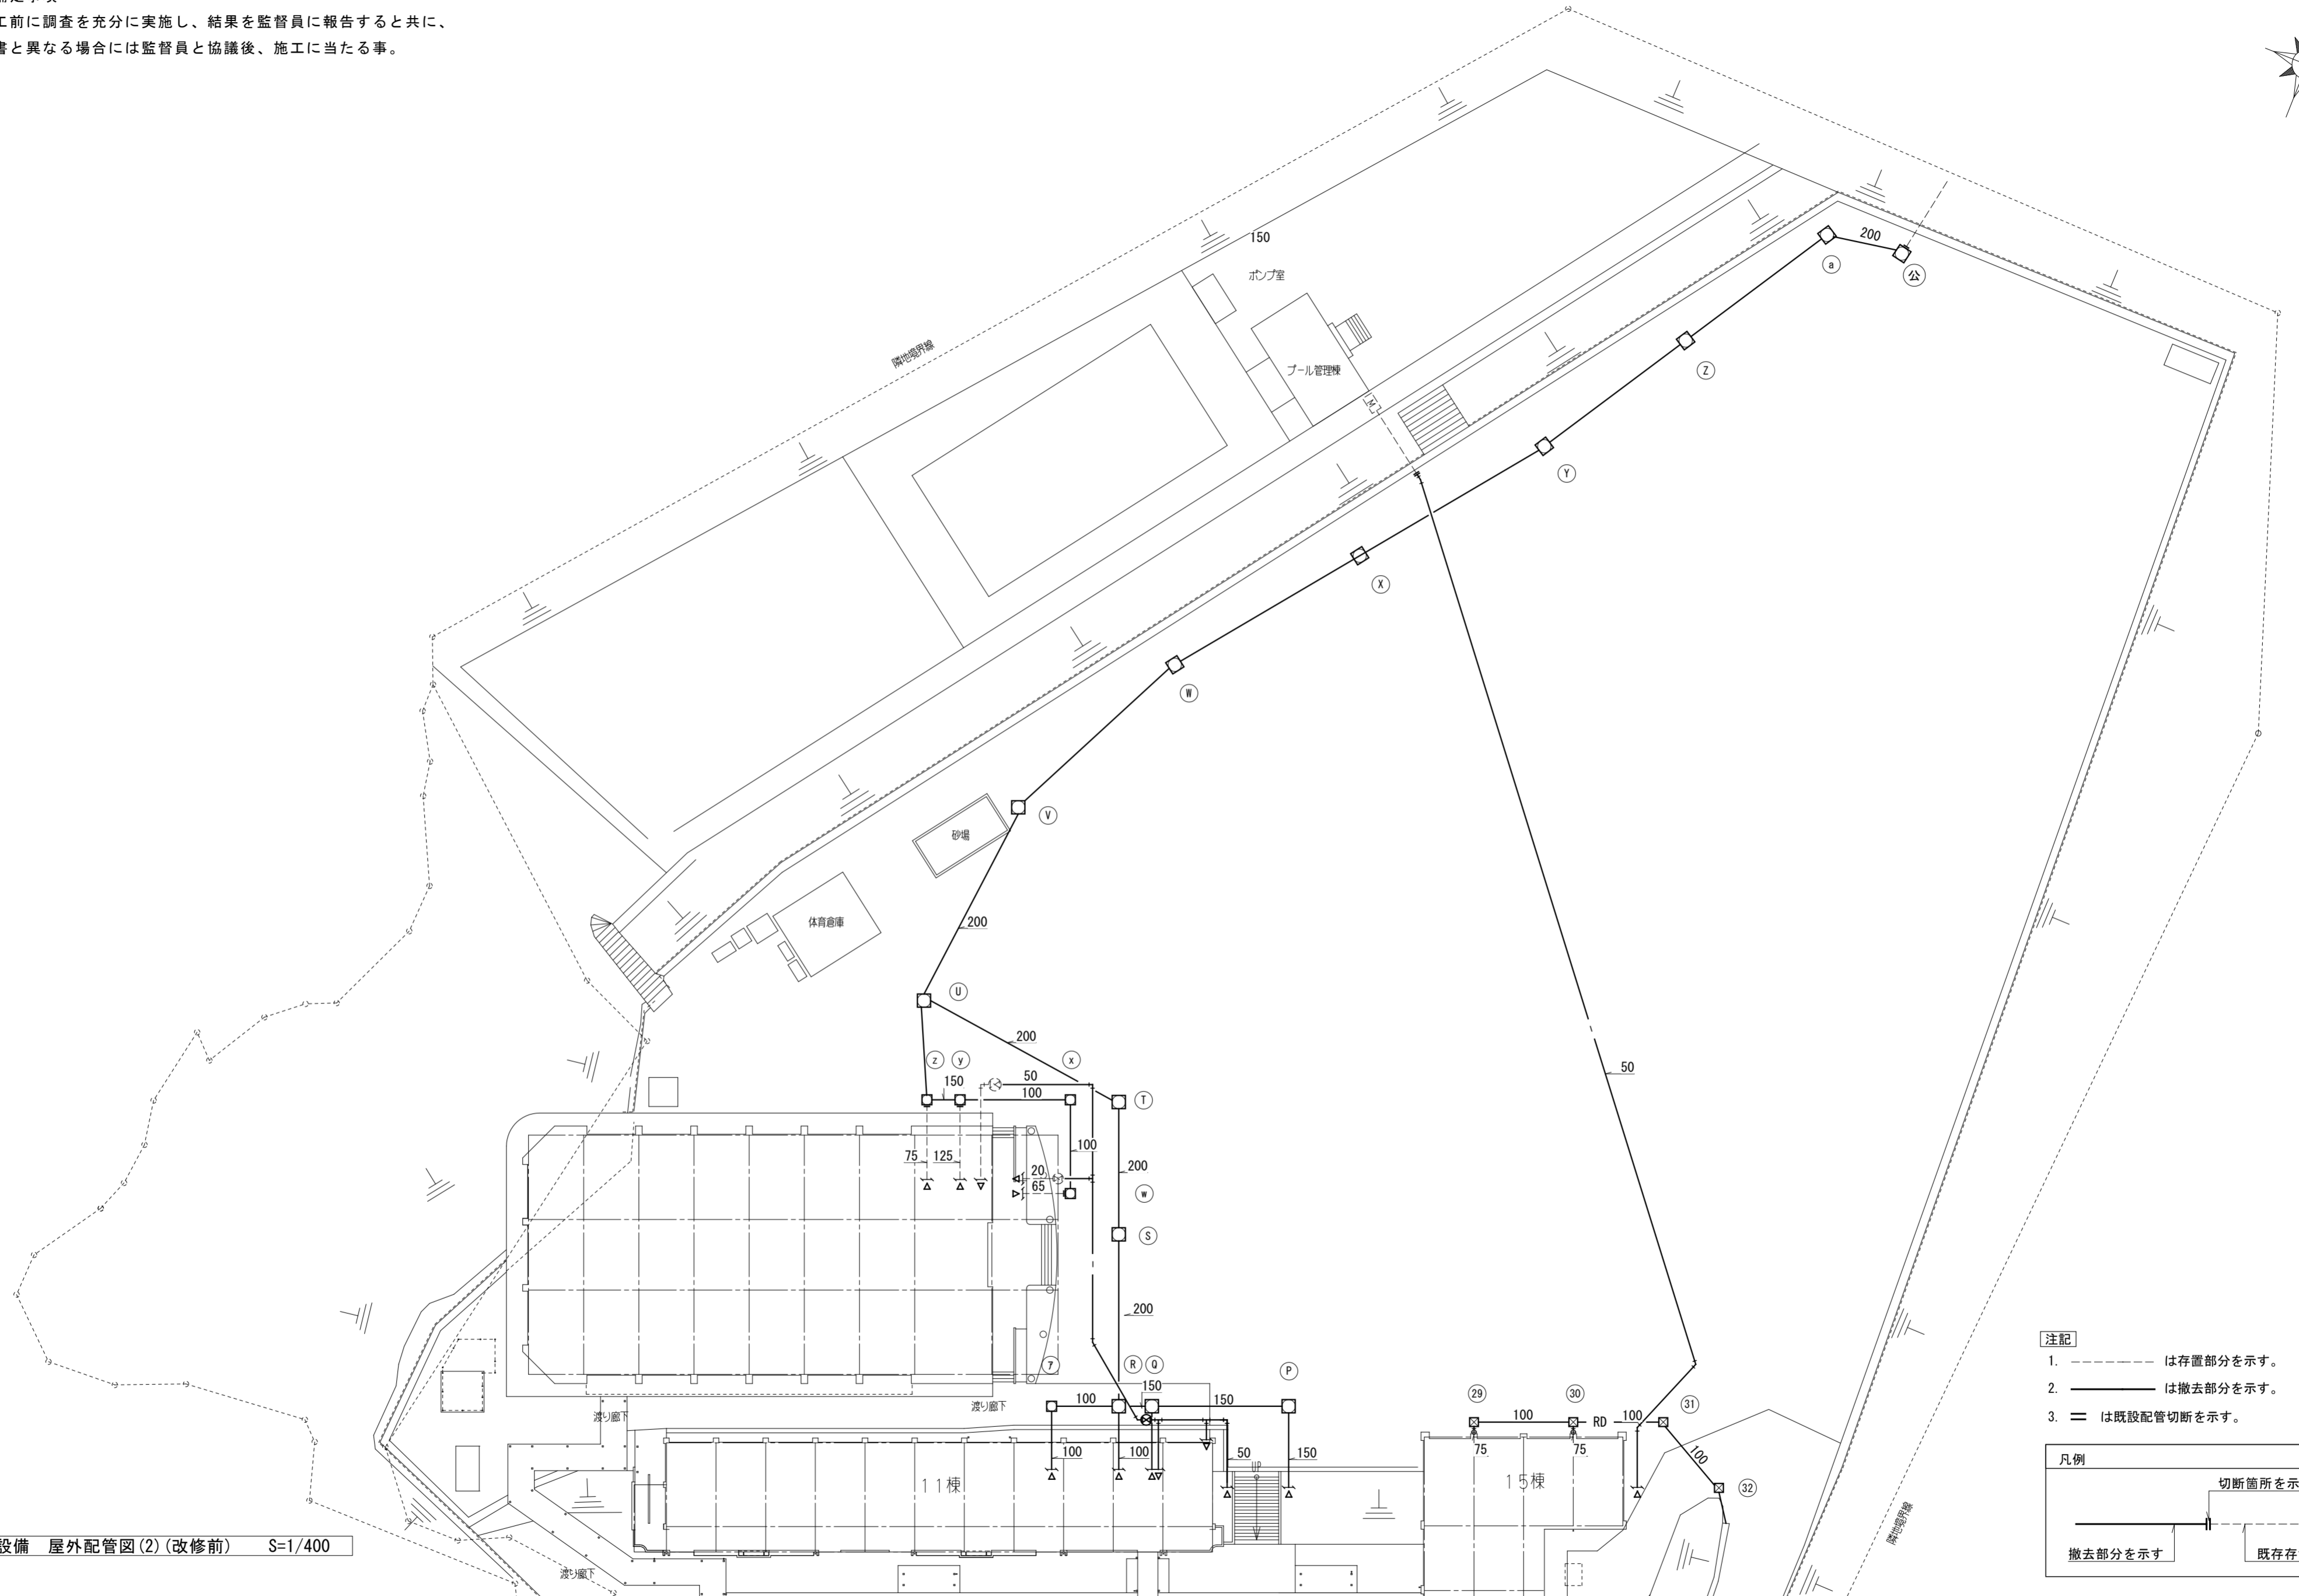 工前に調査を充分に実施し、結果を監督員に報告すると共に、
書と異なる場合には監督員と協議後、施工に当たる事。
150
ポンプ室
200
a
公
隣地境界線
プール管理棟
M
Z
Y
X
W
V
砂場
体育倉庫
200
U
200
z
y
x
150
50
100
T
50
100
75
125
20
65
200
w
S
200
7
R
Q
P
150
100
150
29
30
31
渡り廊下
渡り廊下
100
RD
100
100
100
50
150
75
75
100
UP
11棟
15棟
32
渡り廊下
隣地境界線
設備 屋外配管図(2)(改修前) S=1/400
注記
1. は存置部分を示す。
2. は撤去部分を示す。
3. は既設配管切断を示す。
凡例
切断箇所を示
撤去部分を示す
既存存